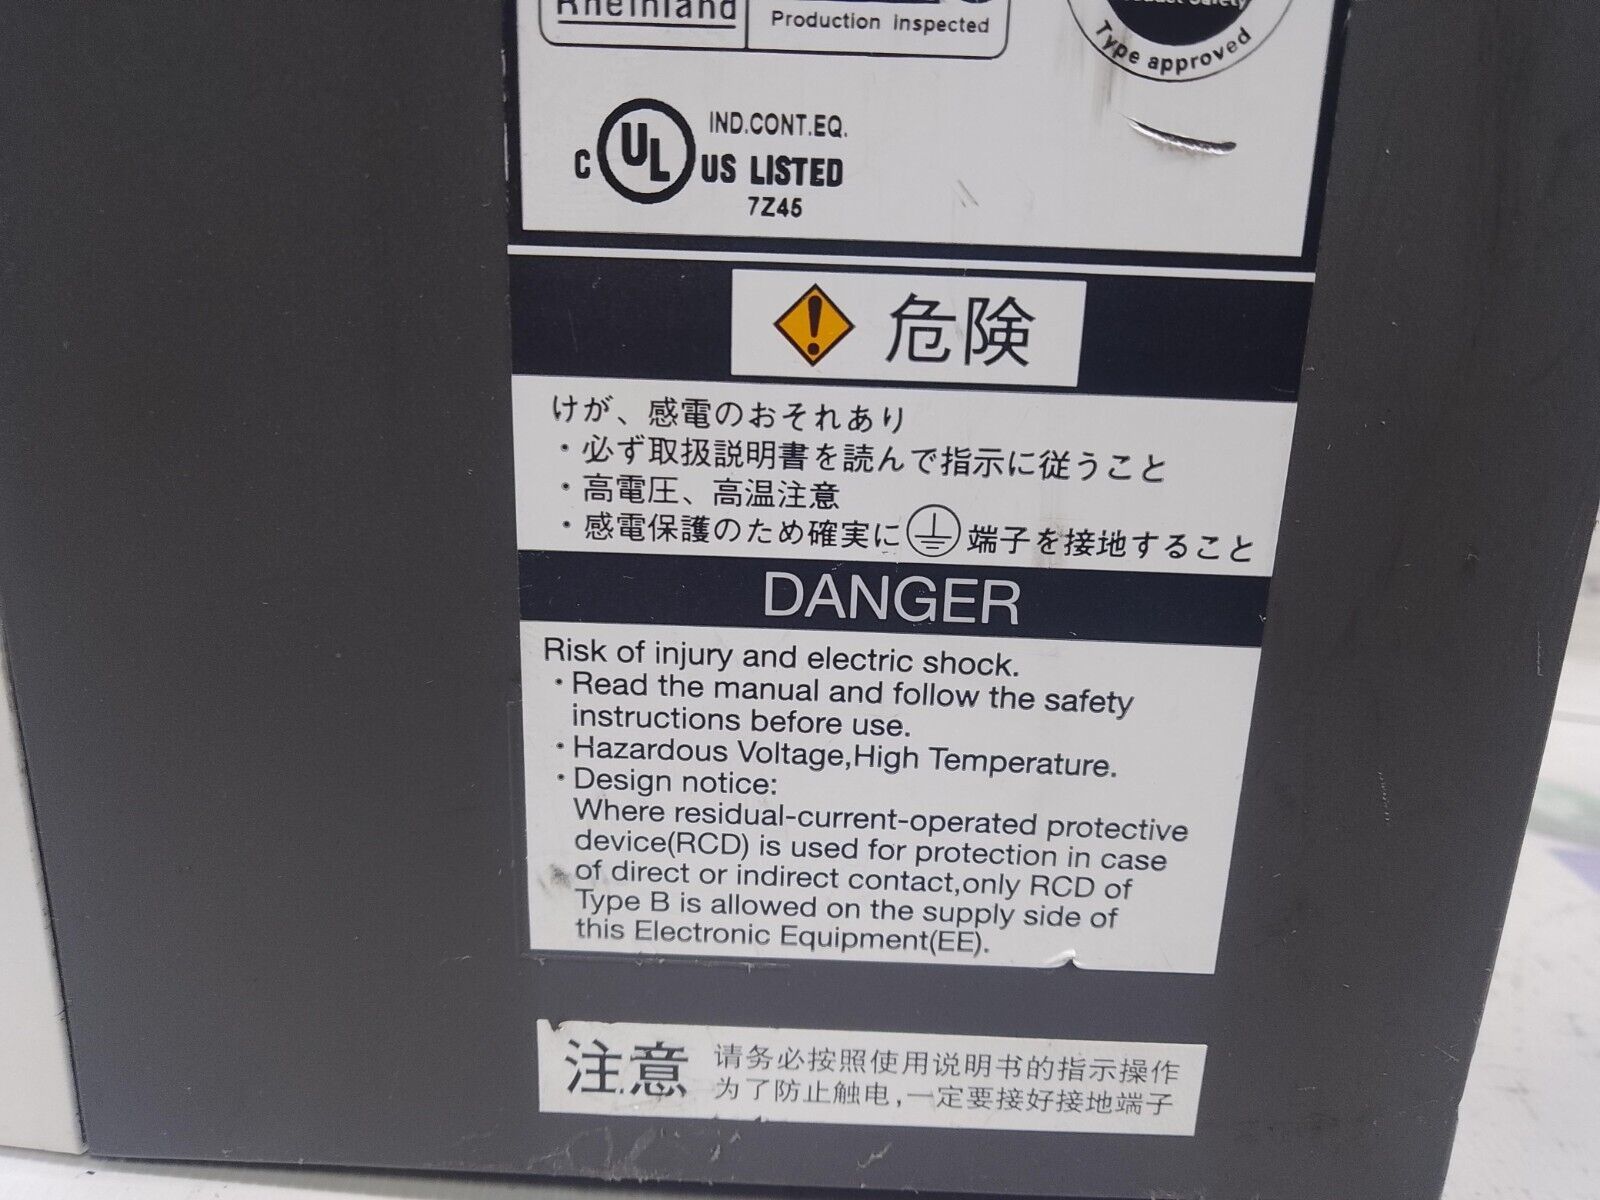 Rheinland
Production inspected
Type approved
C UL US LISTED
IND.CONT.EQ.
7Z45
危険
けが、感電のおそれあり
・必ず取扱説明書を読んで指示に従うこと
・高電圧、高温注意
・感電保護のため確実に⏚端子を接地すること
DANGER
Risk of injury and electric shock.
・Read the manual and follow the safety
instructions before use.
・Hazardous Voltage,High Temperature.
・Design notice:
Where residual-current-operated protective
device(RCD) is used for protection in case
of direct or indirect contact,only RCD of
Type B is allowed on the supply side of
this Electronic Equipment(EE).
注意
请务必按照使用说明书的指示操作
为了防止触电,一定要接好接地端子